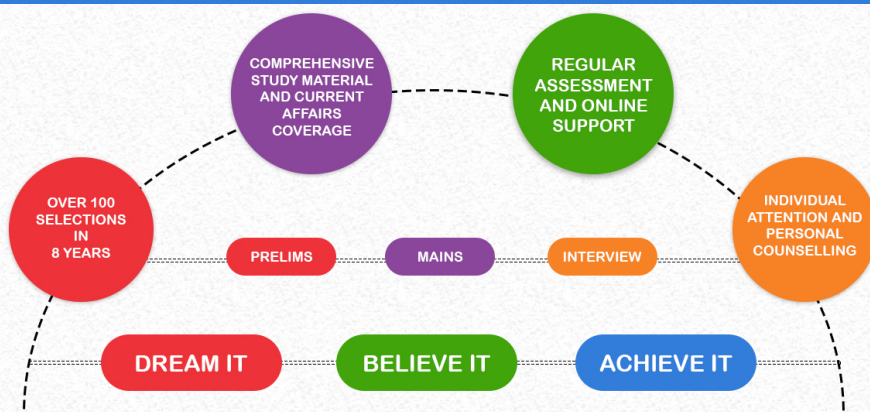 COMPREHENSIVE
STUDY MATERIAL
AND CURRENT
AFFAIRS
COVERAGE
REGULAR
ASSESSMENT
AND ONLINE
SUPPORT
OVER 100
SELECTIONS
IN
8 YEARS
INDIVIDUAL
ATTENTION AND
PERSONAL
COUNSELLING
PRELIMS
MAINS
INTERVIEW
DREAM IT
BELIEVE IT
ACHIEVE IT